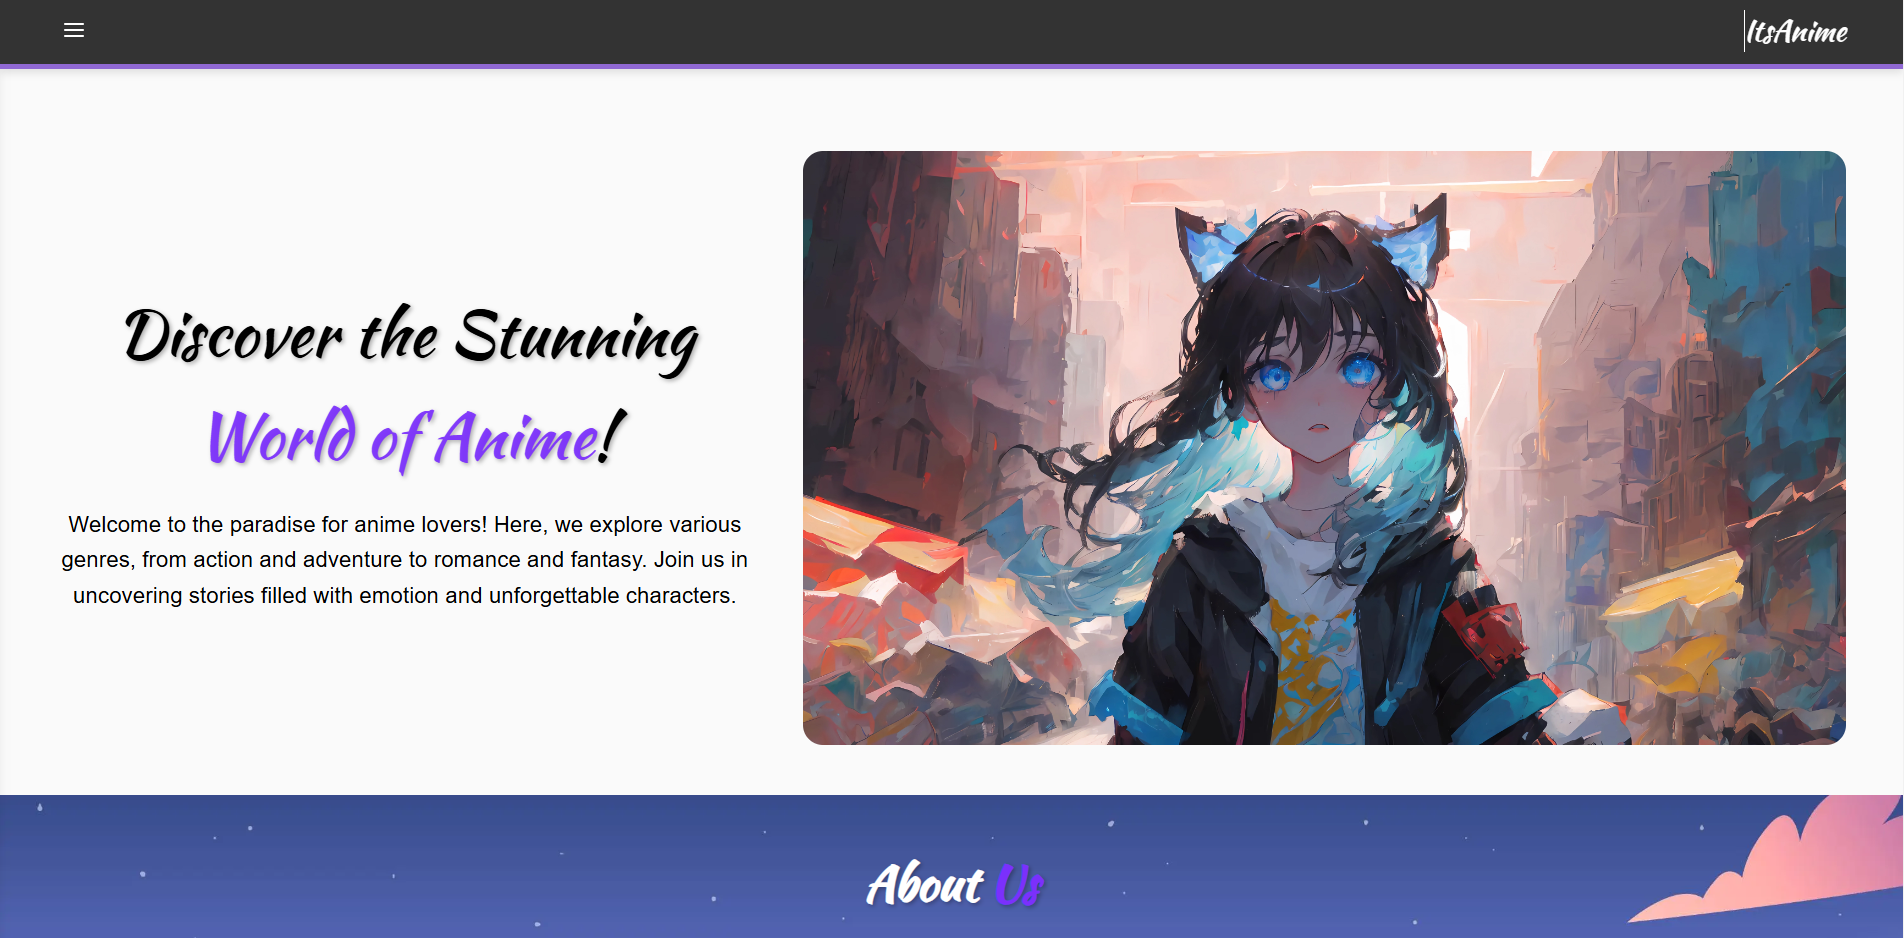 ItsAnime
Discover the Stunning
World of Anime!
Welcome to the paradise for anime lovers! Here, we explore various
genres, from action and adventure to romance and fantasy. Join us in
uncovering stories filled with emotion and unforgettable characters.
About Us